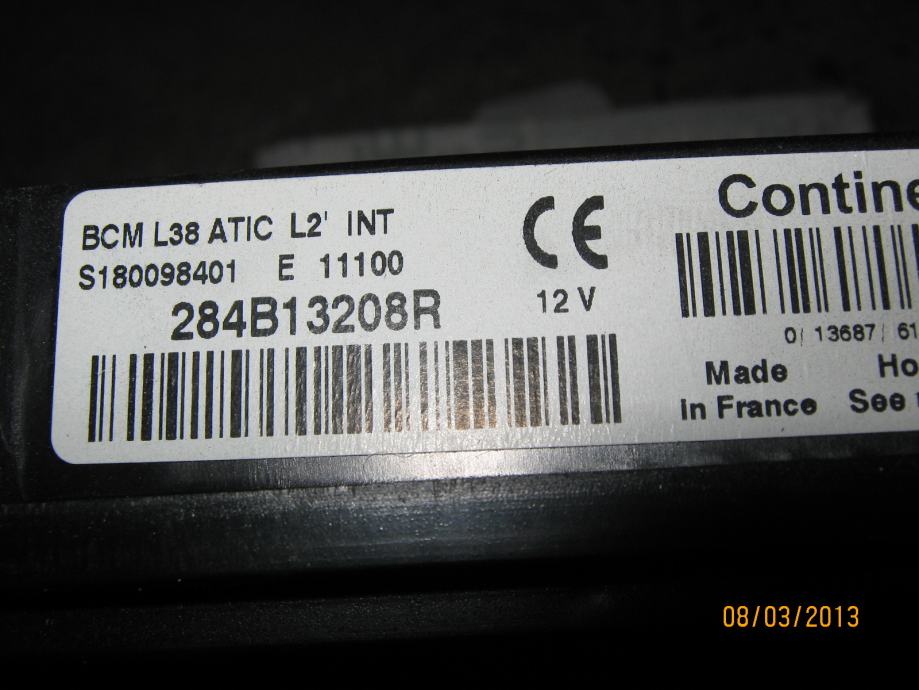 BCM L38 ATIC L2' INT
S180098401 E 11100
284B13208R
12 V
CE
Contine
0/ 13687/ 61
Made
in France
Ho
See
08/03/2013